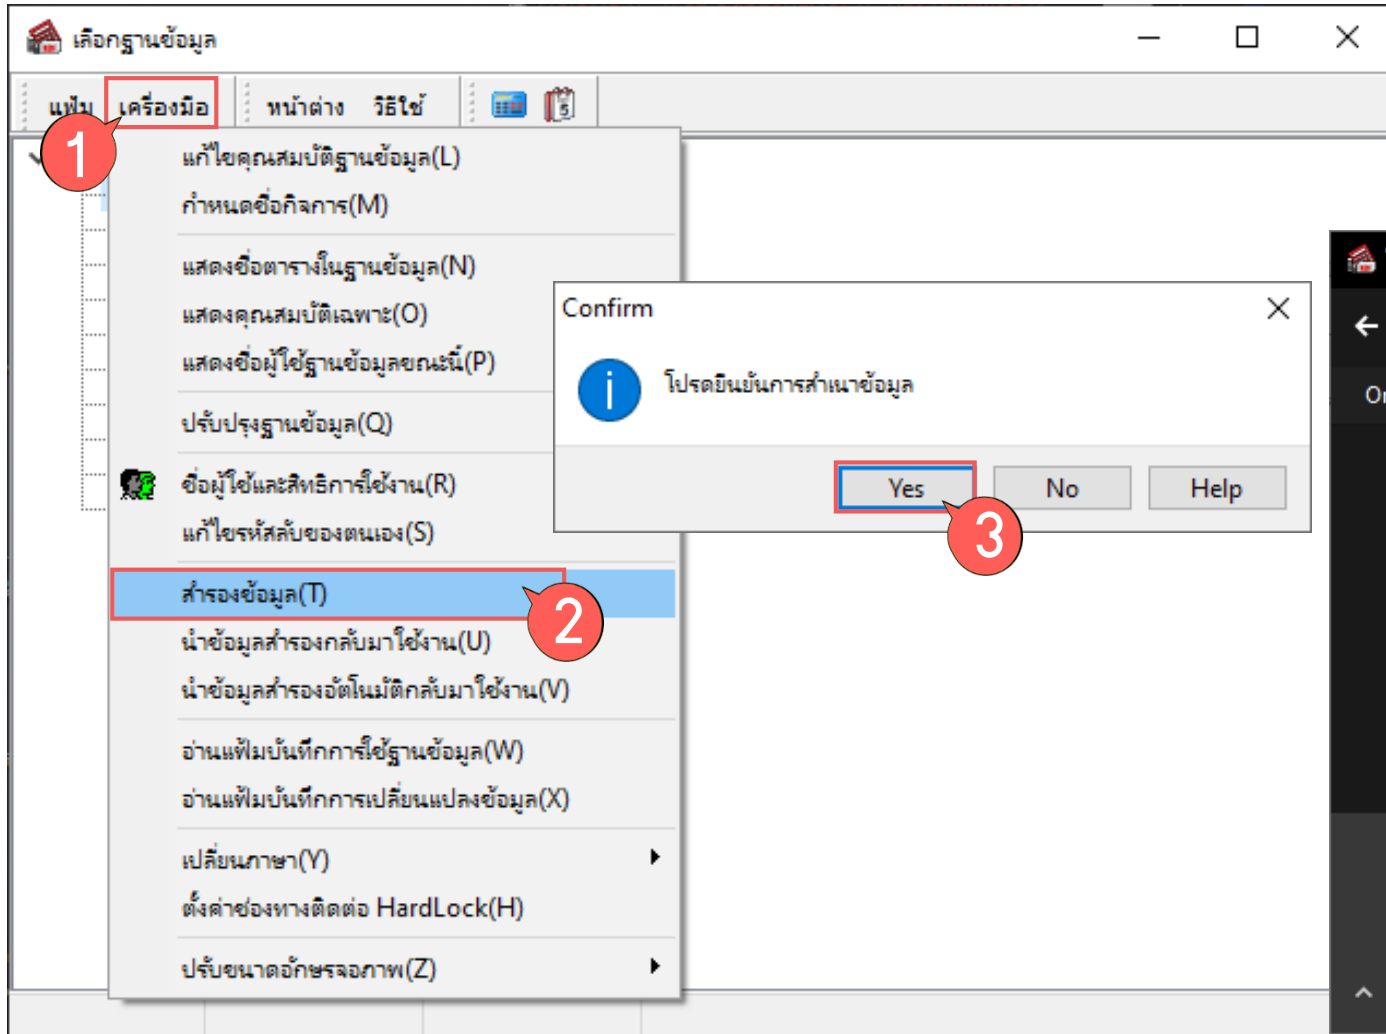 เลือกฐานข้อมูล
แฟ้ม เครื่องมือ หน้าต่าง วิธีใช้ 5
1
แก้ไขคุณสมบัติฐานข้อมูล(L)
กำหนดชื่อกิจการ(M)
แสดงชื่อตารางในฐานข้อมูล(N)
แสดงคุณสมบัติเฉพาะ(O)
แสดงชื่อผู้ใช้ฐานข้อมูลขณะนี้(P)
ปรับปรุงฐานข้อมูล(Q)
ชื่อผู้ใช้และสิทธิการใช้งาน(R)
แก้ไขรหัสลับของตนเอง(S)
สำรองข้อมูล(T)
2
นำข้อมูลสำรองกลับมาใช้งาน(U)
นำข้อมูลสำรองอัตโนมัติกลับมาใช้งาน(V)
อ่านแฟ้มบันทึกการใช้ฐานข้อมูล(W)
อ่านแฟ้มบันทึกการเปลี่ยนแปลงข้อมูล(X)
เปลี่ยนภาษา(Y)
ตั้งค่าช่องทางติดต่อ HardLock(H)
ปรับขนาดอักษรจอภาพ(Z)
Confirm
โปรดยืนยันการสำเนาข้อมูล
Yes No Help
3